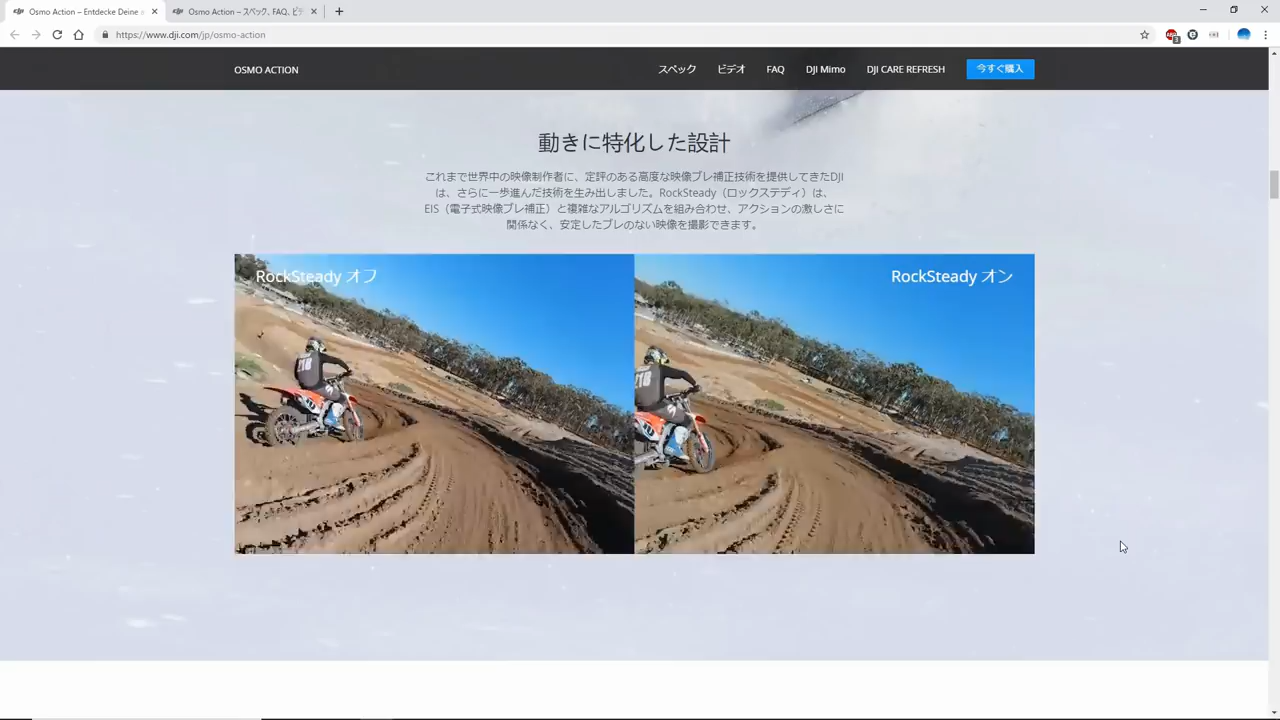 Osmo Action – Entdecke Deine
Osmo Action – スペック、FAQ、ビデ
https://www.dji.com/jp/osmo-action
OSMO ACTION
スペック
ビデオ
FAQ
DJI Mimo
DJI CARE REFRESH
今すぐ購入
動きに特化した設計
これまで世界中の映像制作者に、定評のある高度な映像ブレ補正技術を提供してきたDJI
は、さらに一歩進んだ技術を生み出しました。RockSteady（ロックステディ）は、
EIS（電子式映像ブレ補正）と複雑なアルゴリズムを組み合わせ、アクションの激しさに
関係なく、安定したブレのない映像を撮影できます。
RockSteady オフ
RockSteady オン